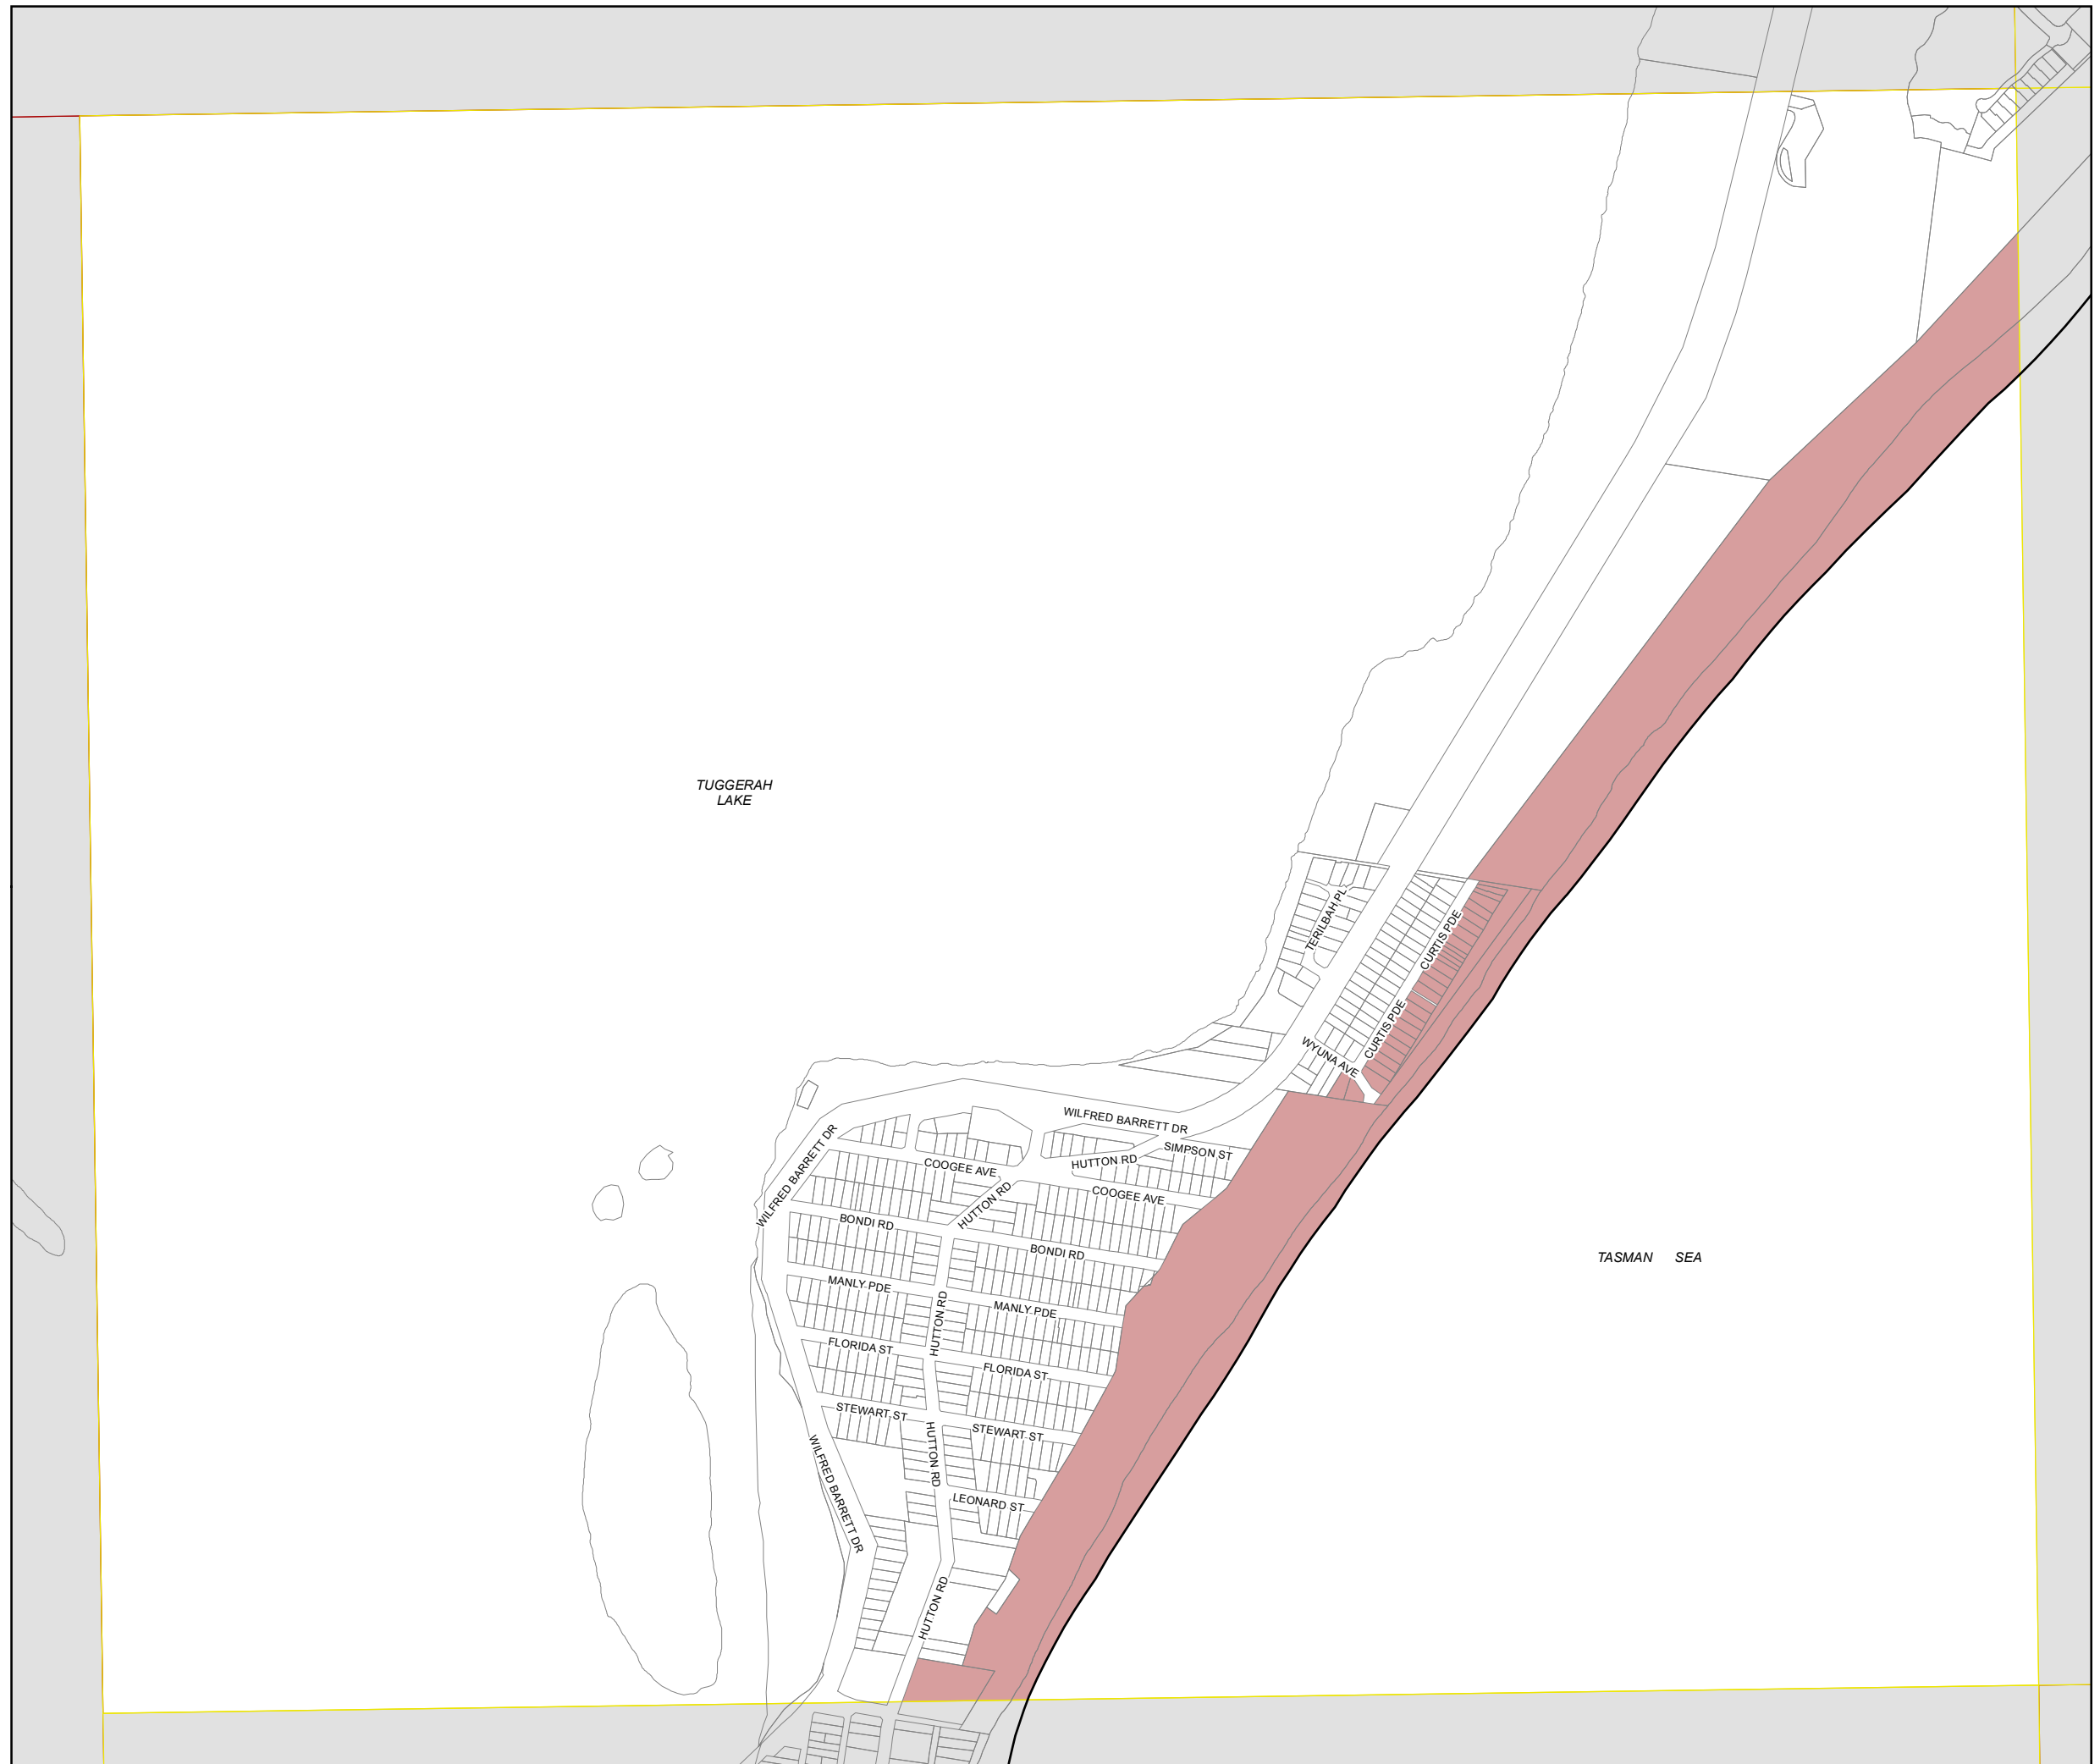 TUGGERAH
LAKE
TERILBAH PL
CURTIS PDE
CURTIS PDE
WYUNA AVE
WILFRED BARRETT DR
SIMPSON ST
HUTTON RD
COOGEE AVE
WILFRED BARRETT DR
COOGEE AVE
HUTTON RD
BONDI RD
BONDI RD
TASMAN SEA
MANLY PDE
MANLY PDE
HUTTON RD
FLORIDA ST
FLORIDA ST
STEWART ST
STEWART ST
HUTTON RD
WILFRED BARRETT DR
LEONARD ST
HUTTON RD